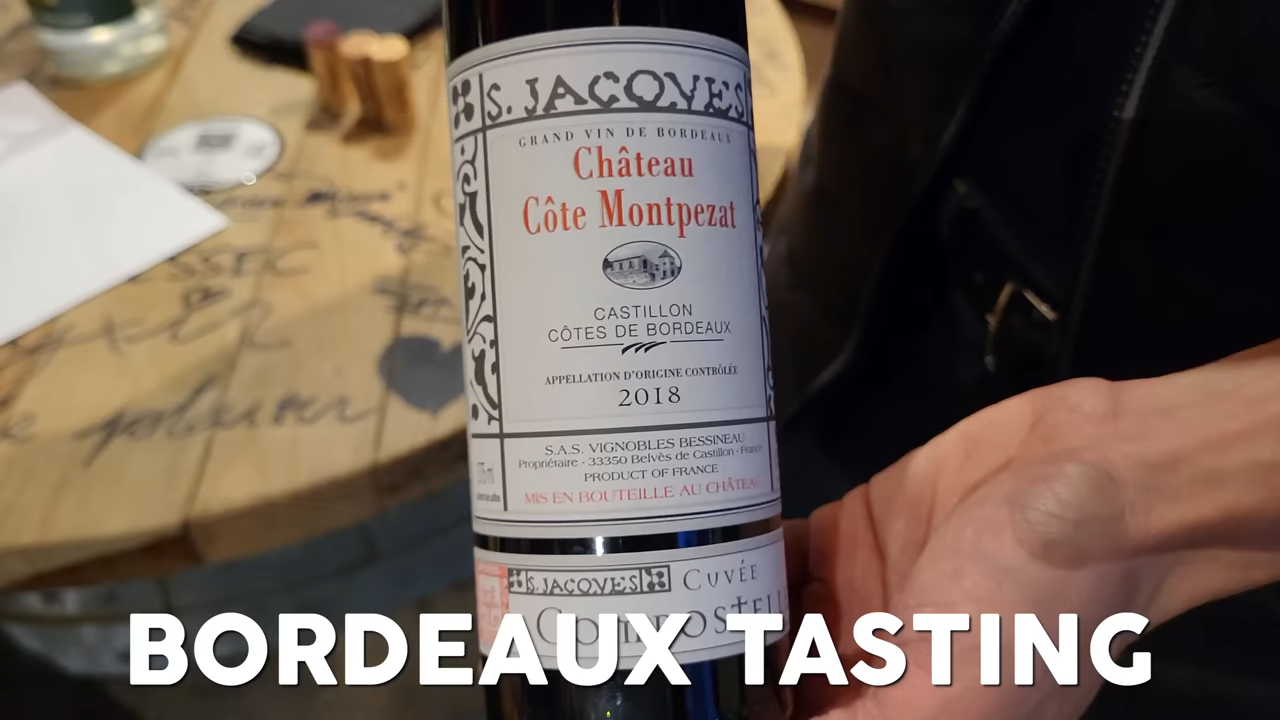 S. JACQVES
GRAND VIN DE BORDEAUX
Château
Côte Montpezat
CASTILLON
CÔTES DE BORDEAUX
APPELLATION D'ORIGINE CONTRÔLÉE
2018
S.A.S. VIGNOBLES BESSINEAU
Propriétaire - 33350 Belvès de Castillon - France
PRODUCT OF FRANCE
MIS EN BOUTEILLE AU CHÂTEAU
S. JACQVES CUVÉE
BORDEAUX TASTING